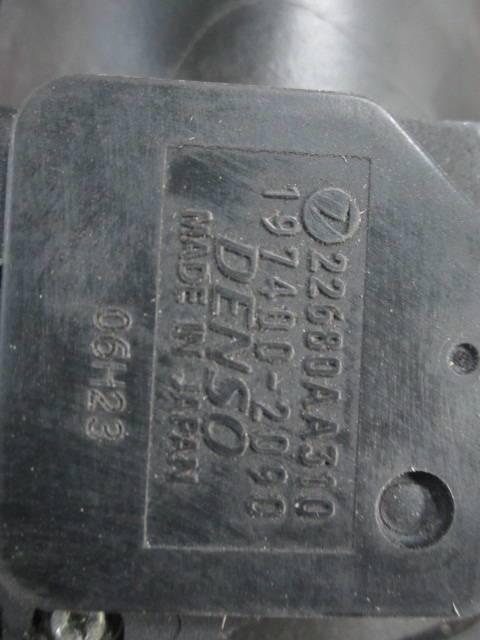 22680AA310
197400-2090
DENSO
MADE IN JAPAN
06H23